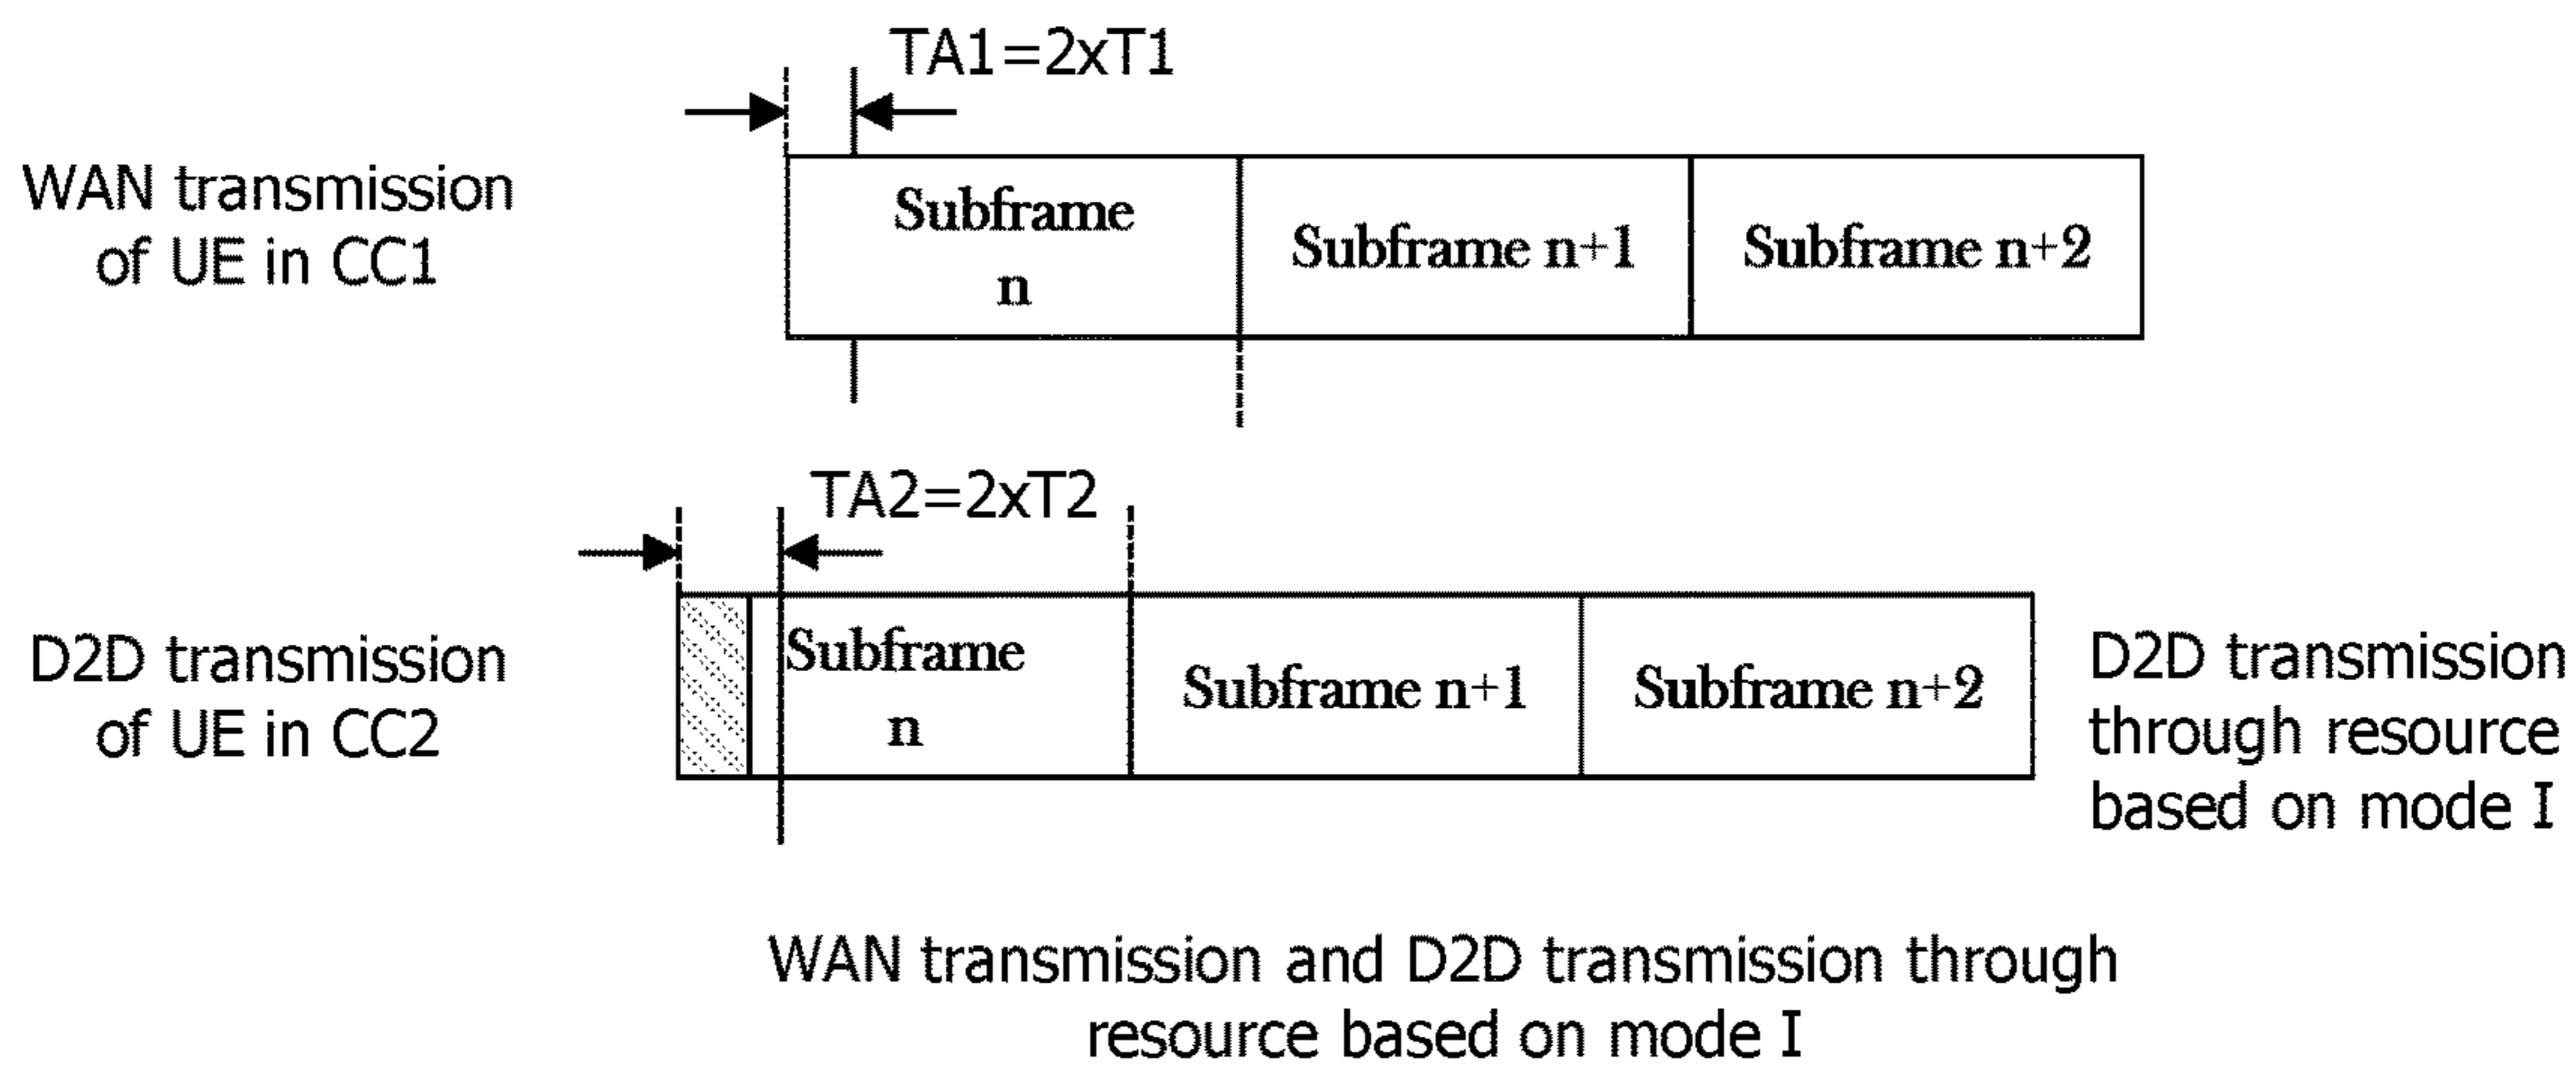 TA1=2xT1
WAN transmission
of UE in CC1
Subframe
n
Subframe n+1
Subframe n+2
TA2=2xT2
D2D transmission
of UE in CC2
Subframe
n
Subframe n+1
Subframe n+2
D2D transmission
through resource
based on mode I
WAN transmission and D2D transmission through
resource based on mode I